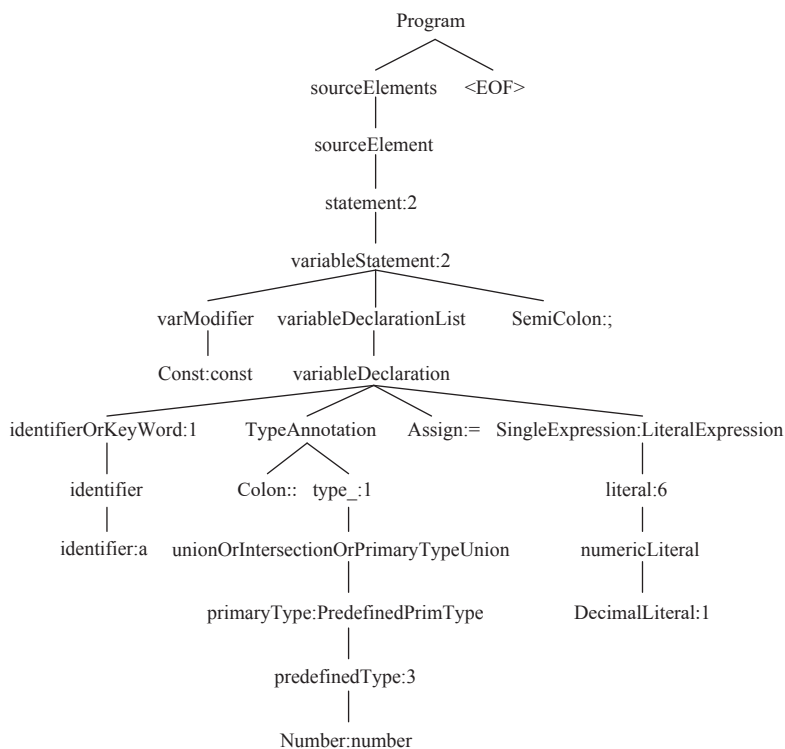 Program
sourceElements <EOF>
sourceElement
statement:2
variableStatement:2
varModifier variableDeclarationList SemiColon:;
Const:const variableDeclaration
identifierOrKeyWord:1 TypeAnnotation Assign:= SingleExpression:LiteralExpression
identifier Colon:: type_:1 literal:6
identifier:a unionOrIntersectionOrPrimaryTypeUnion numericLiteral
primaryType:PredefinedPrimType DecimalLiteral:1
predefinedType:3
Number:number